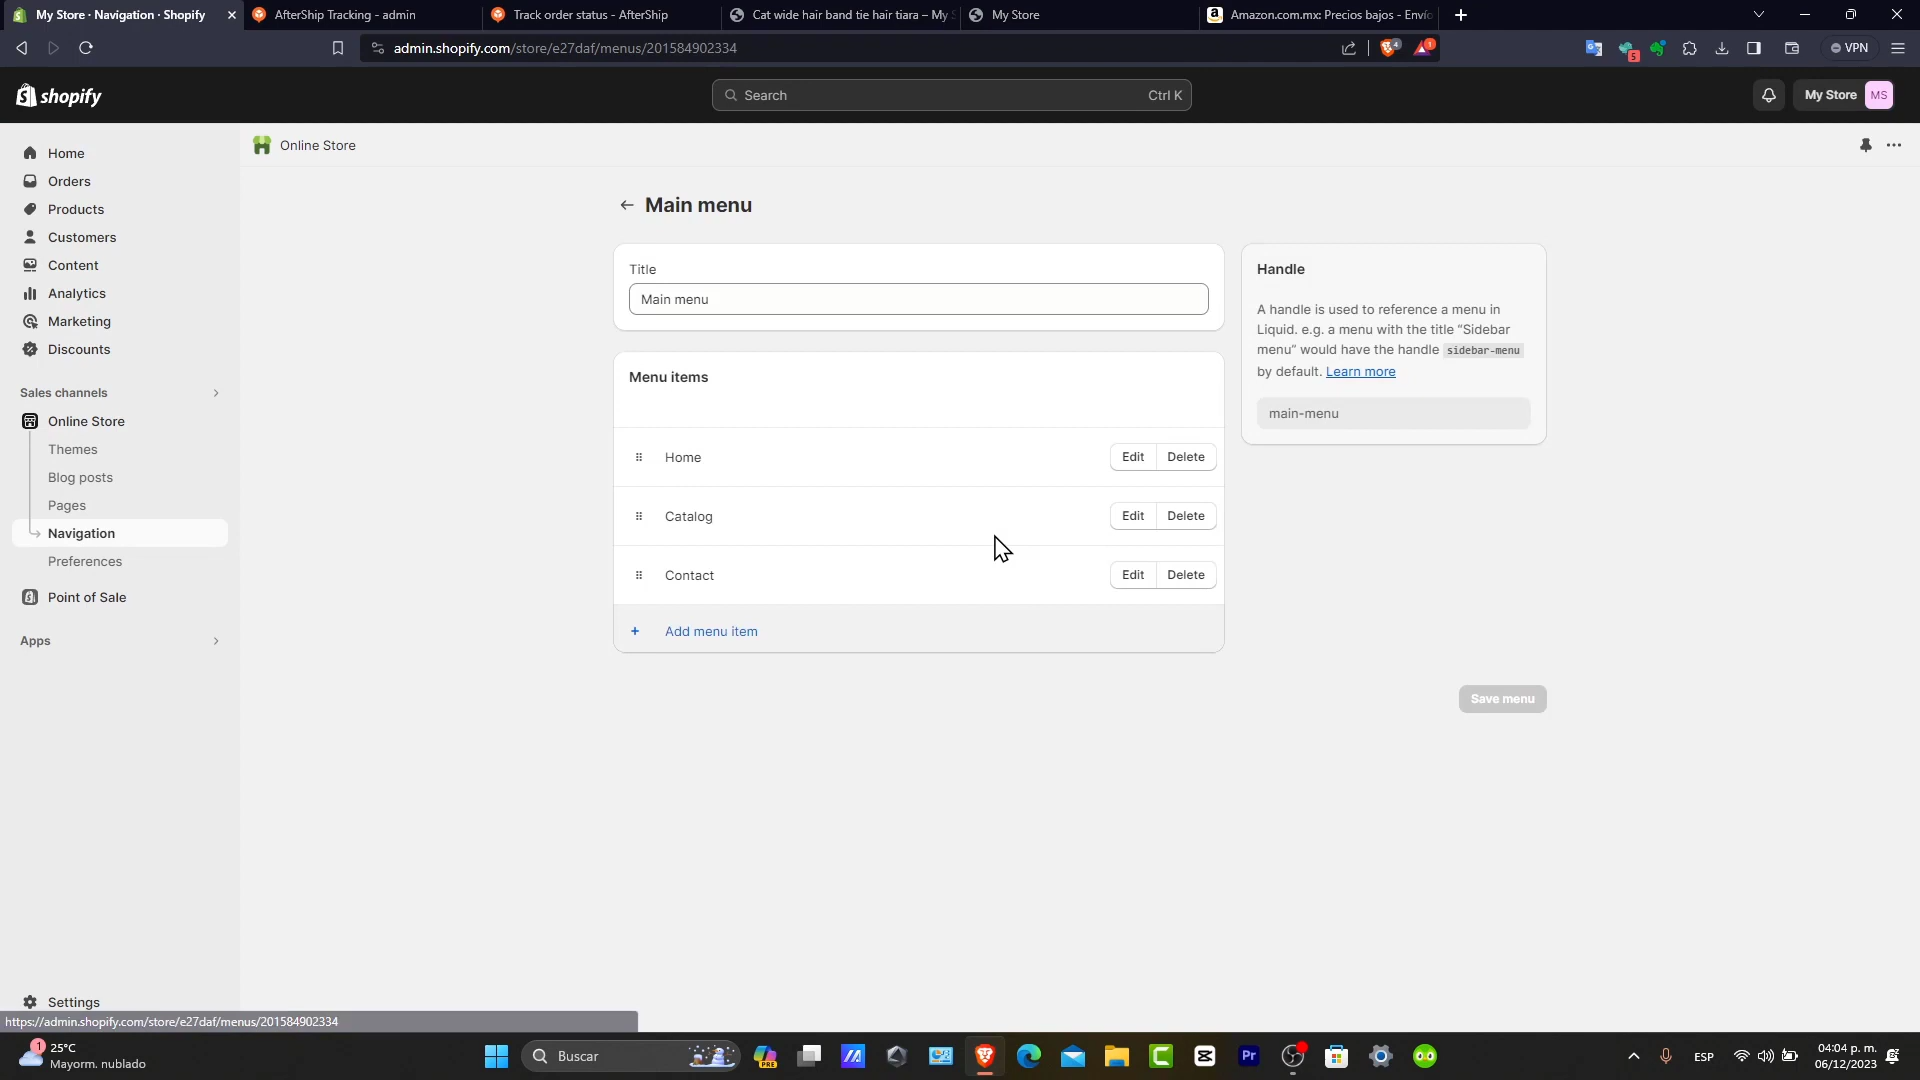 My Store · Navigation · Shopify
AfterShip Tracking - admin
Track order status - AfterShip
Cat wide hair band tie hair tiara – My S
My Store
Amazon.com.mx: Precios bajos - Envío
admin.shopify.com/store/e27daf/menus/201584902334
4
1
5
VPN
shopify
Search
Ctrl K
My Store
MS
Home
Orders
Products
Customers
Content
Analytics
Marketing
Discounts
Sales channels
Online Store
Themes
Blog posts
Pages
Navigation
Preferences
Point of Sale
Apps
Settings
Online Store
Main menu
Title
Main menu
Menu items
Home
Edit
Delete
Catalog
Edit
Delete
Contact
Edit
Delete
+ Add menu item
Handle
A handle is used to reference a menu in
Liquid. e.g. a menu with the title “Sidebar
menu” would have the handle sidebar-menu
by default. Learn more
main-menu
Save menu
https://admin.shopify.com/store/e27daf/menus/201584902334
1
25°C
Mayorm. nublado
Buscar
PRE
Pr
ESP
04:04 p. m.
06/12/2023